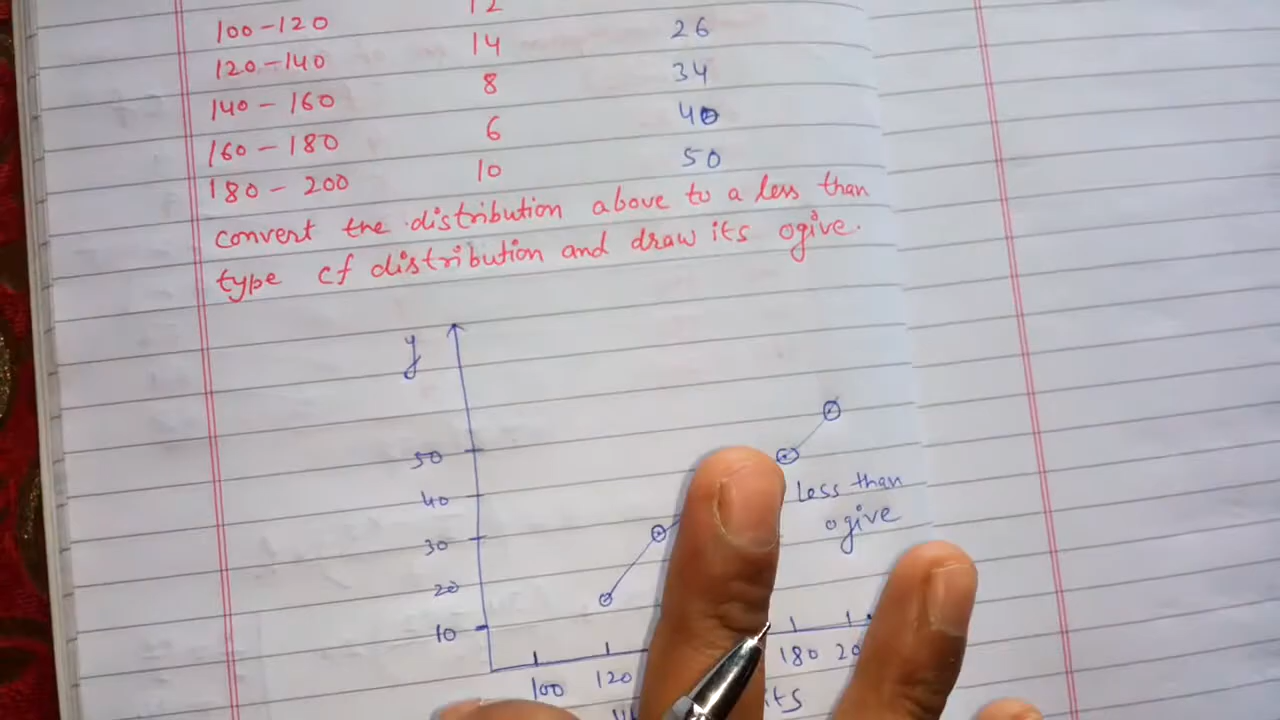 100-120 12
120-140 14 26
140-160 8 34
160-180 6 40
180-200 10 50
convert the distribution above to a less than
type cf distribution and draw its ogive.
y
50
40
30
20
10
less than
ogive
100 120 180